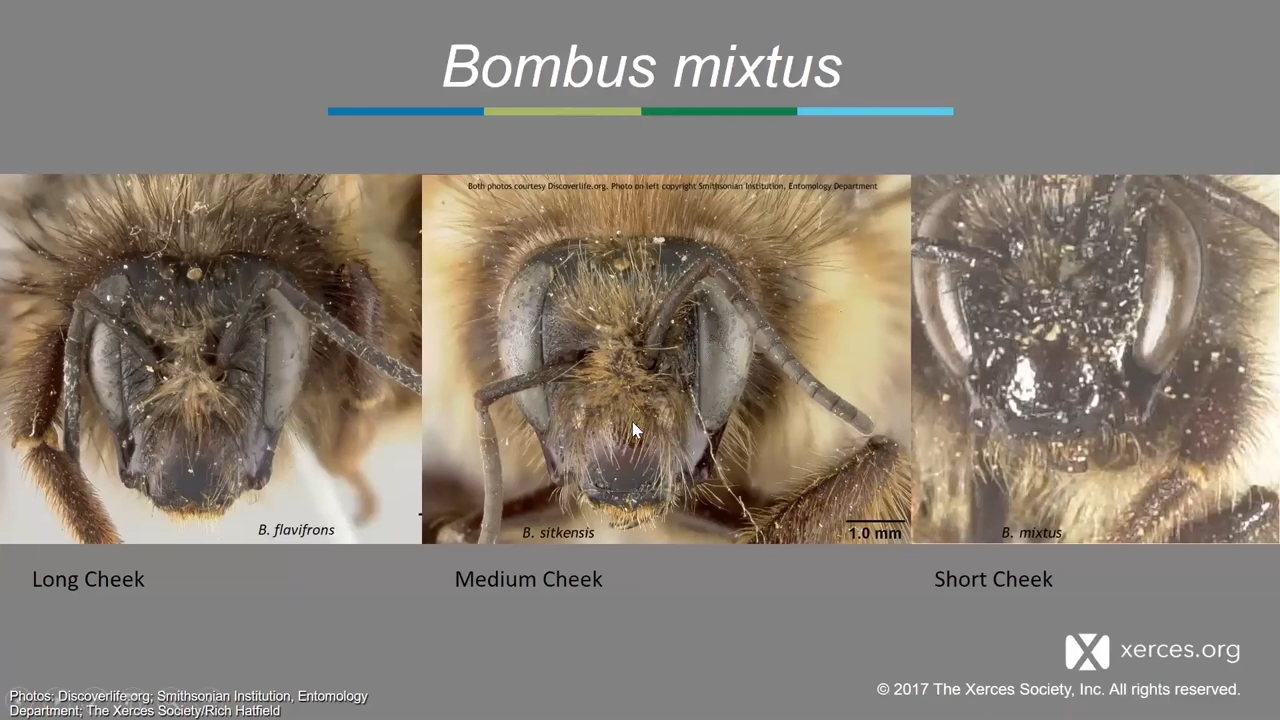 Bombus mixtus
Both photos courtesy Discoverlife.org. Photo on left copyright Smithsonian Institution, Entomology Department
B. flavifrons
B. sitkensis
1.0 mm
B. mixtus
Long Cheek
Medium Cheek
Short Cheek
xerces.org
Photos: Discoverlife.org; Smithsonian Institution, Entomology
Department; The Xerces Society/Rich Hatfield
© 2017 The Xerces Society, Inc. All rights reserved.